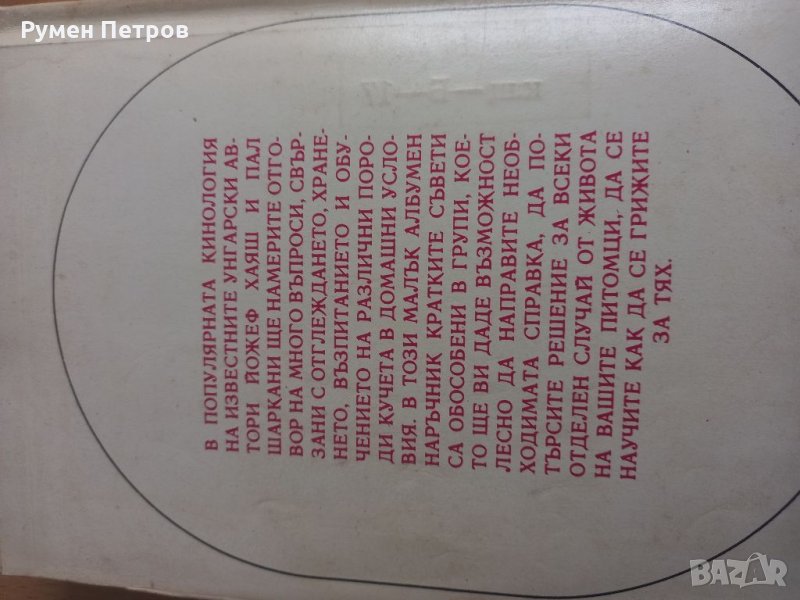 Румен Петров
В ПОПУЛЯРНАТА КИНОЛОГИЯ
НА ИЗВЕСТНИТЕ УНГАРСКИ АВ-
ТОРИ ЙОЖЕФ ХАЯШ И ПАЛ
ШАРКАНИ ЩЕ НАМЕРИТЕ ОТГО-
ВОР НА МНОГО ВЪПРОСИ, СВЪР-
ЗАНИ С ОТГЛЕЖДАНЕТО, ХРАНЕ-
НЕТО, ВЪЗПИТАНИЕТО И ОБУ-
ЧЕНИЕТО НА РАЗЛИЧНИ ПОРО-
ДИ КУЧЕТА В ДОМАШНИ УСЛО-
ВИЯ. В ТОЗИ МАЛЪК АЛБУМЕН
НАРЪЧНИК КРАТКИТЕ СЪВЕТИ
СА ОБОСОБЕНИ В ГРУПИ, КОЕ-
ТО ЩЕ ВИ ДАДЕ ВЪЗМОЖНОСТ
ЛЕСНО ДА НАПРАВИТЕ НЕОБ-
ХОДИМАТА СПРАВКА, ДА ПО-
ТЪРСИТЕ РЕШЕНИЕ ЗА ВСЕКИ
ОТДЕЛЕН СЛУЧАЙ ОТ ЖИВОТА
НА ВАШИТЕ ПИТОМЦИ, ДА СЕ
НАУЧИТЕ КАК ДА СЕ ГРИЖИТЕ
ЗА ТЯХ.
BAZAR